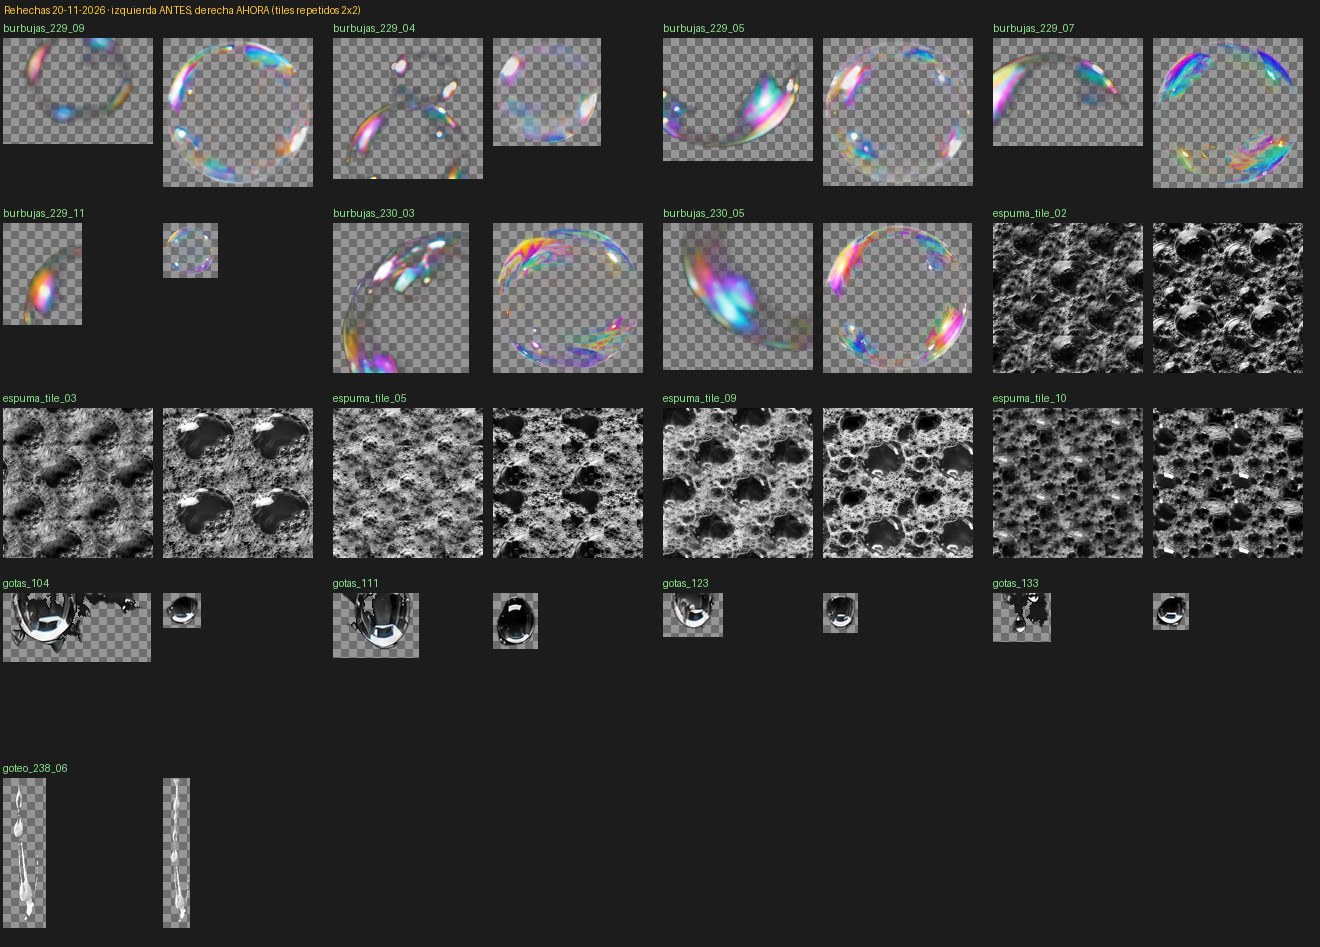 Rehechas 20-11-2026 · izquierda ANTES, derecha AHORA (tiles repetidos 2x2)
burbujas_229_09
burbujas_229_04
burbujas_229_05
burbujas_229_07
burbujas_229_11
burbujas_230_03
burbujas_230_05
espuma_tile_02
espuma_tile_03
espuma_tile_05
espuma_tile_09
espuma_tile_10
gotas_104
gotas_111
gotas_123
gotas_133
goteo_238_06